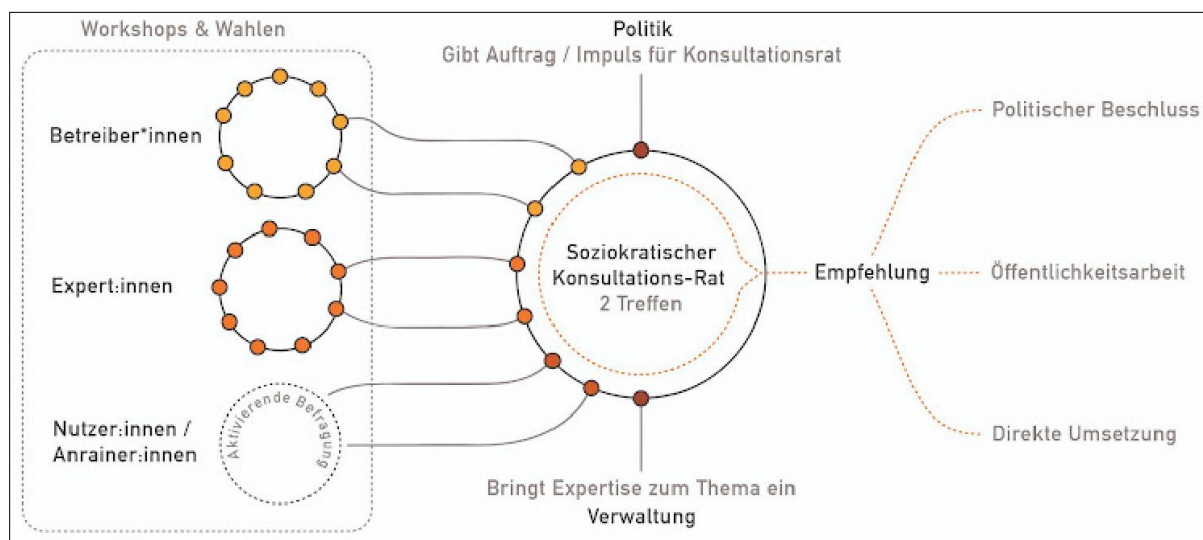 Workshops & Wahlen
Betreiber*innen
Expert:innen
Nutzer:innen /
Anrainer:innen
Aktivierende Befragung
Politik
Gibt Auftrag / Impuls für Konsultationsrat
Soziokratischer
Konsultations-Rat
2 Treffen
Bringt Expertise zum Thema ein
Verwaltung
Empfehlung
Politischer Beschluss
Öffentlichkeitsarbeit
Direkte Umsetzung